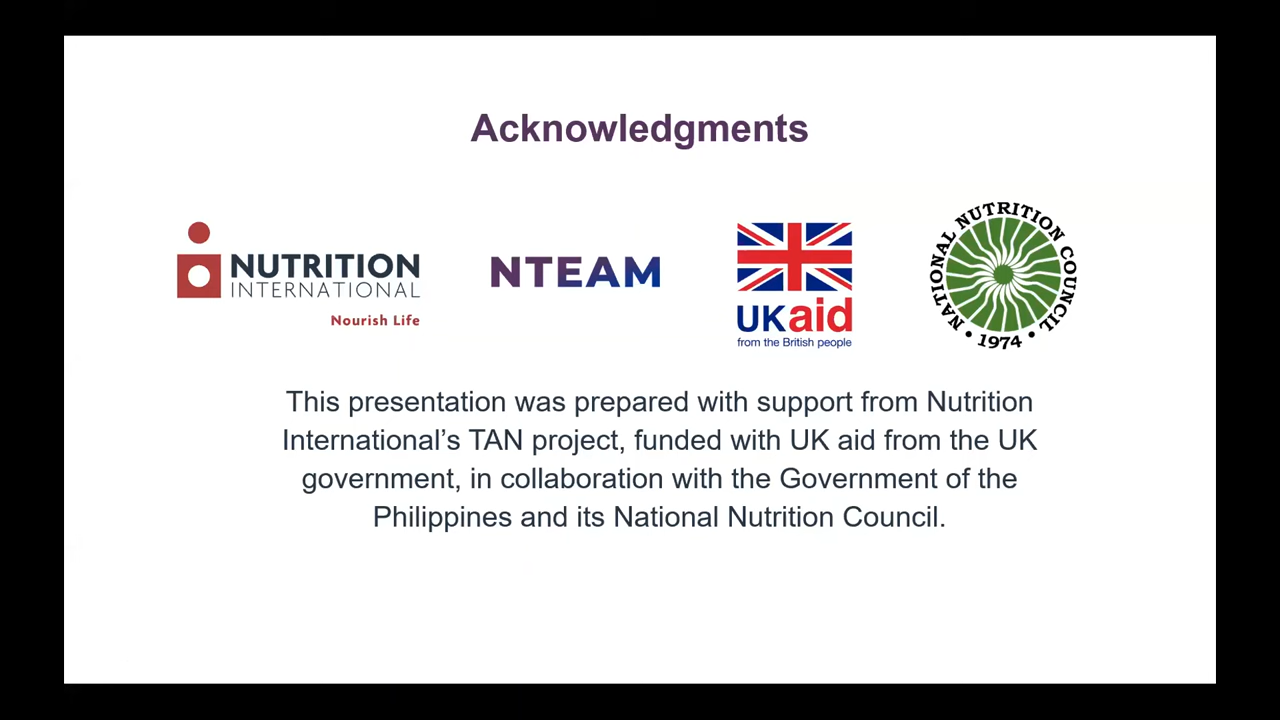 Acknowledgments
NUTRITION
INTERNATIONAL
Nourish Life
NTEAM
UKaid
from the British people
NATIONAL NUTRITION COUNCIL
• 1974 •
This presentation was prepared with support from Nutrition
International’s TAN project, funded with UK aid from the UK
government, in collaboration with the Government of the
Philippines and its National Nutrition Council.